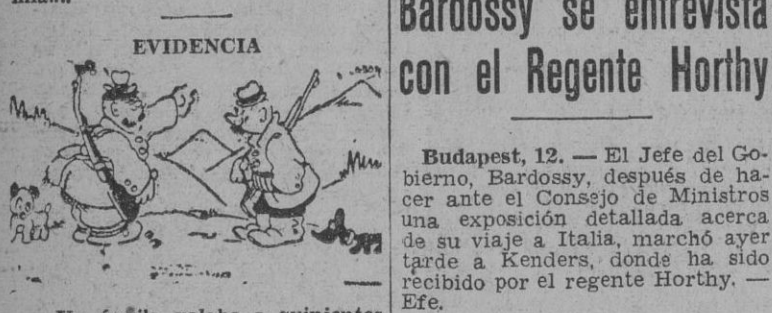 EVIDENCIA
Bardossy se entrevista
con el Regente Horthy
Budapest, 12. — El Jefe del Go-
bierno, Bardossy, después de ha-
cer ante el Consejo de Ministros
una exposición detallada acerca
de su viaje a Italia, marchó ayer
tarde a Kenders, donde ha sido
recibido por el regente Horthy. —
Efe.